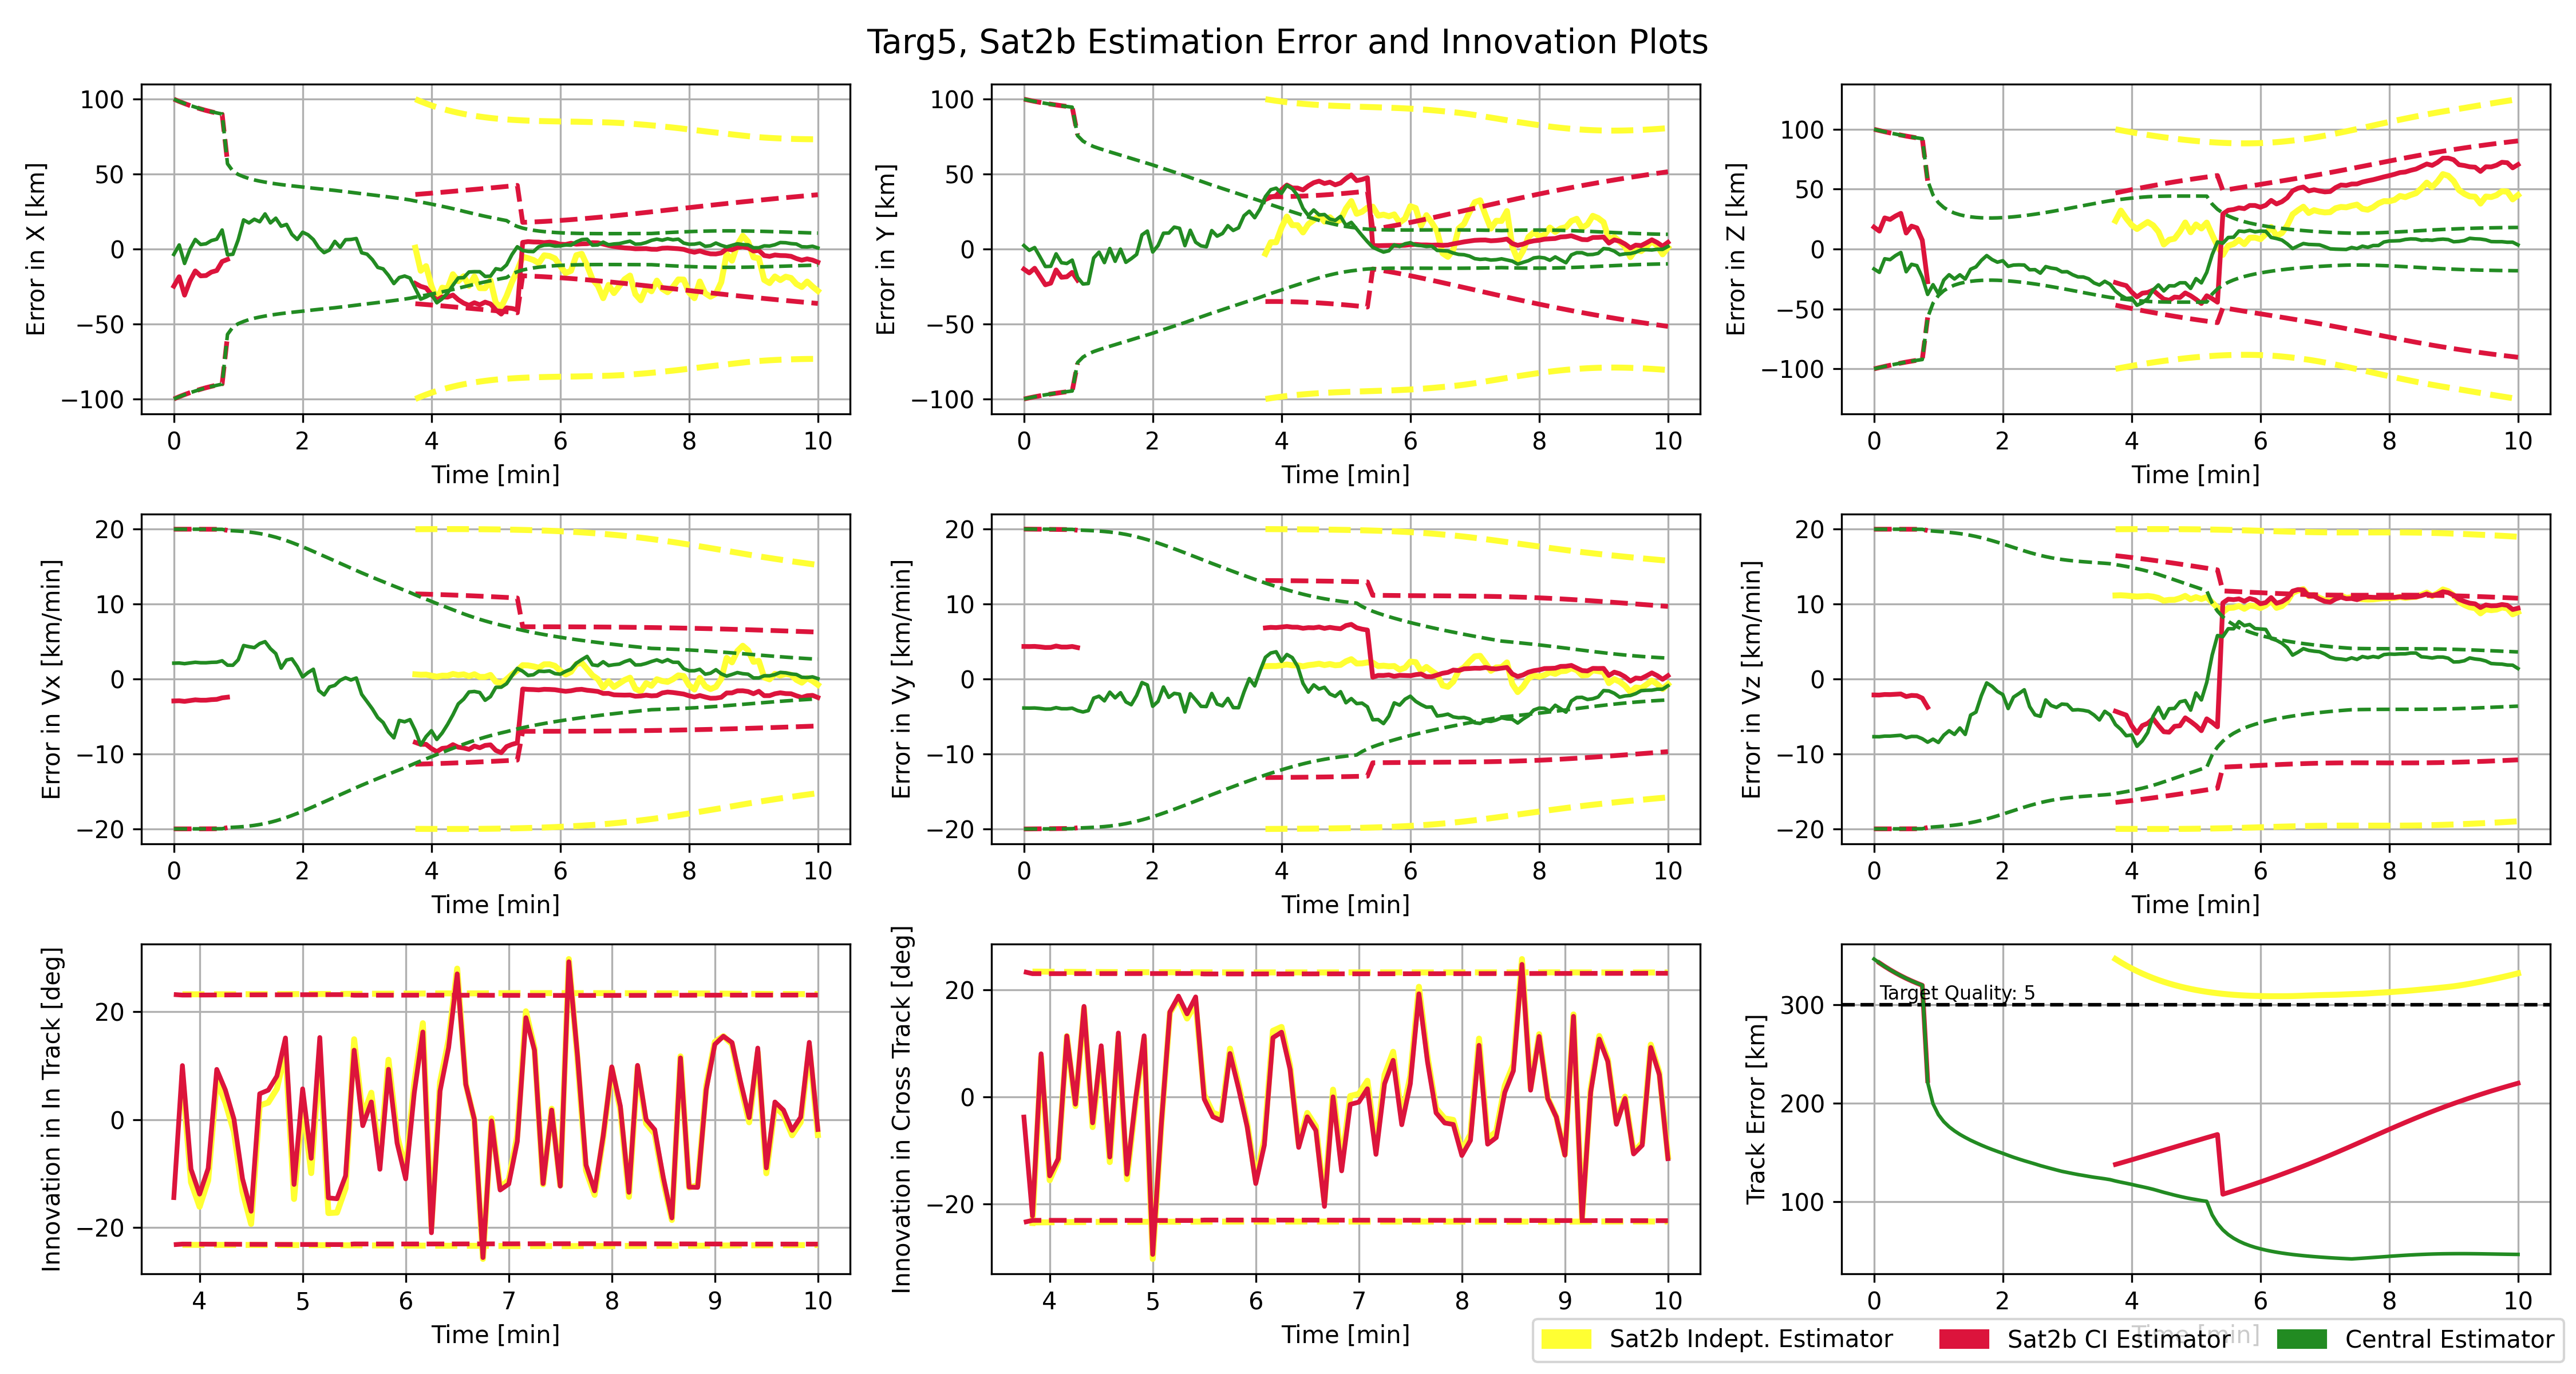 Targ5, Sat2b Estimation Error and Innovation Plots
Error in X [km]
100
50
0
−50
−100
0 2 4 6 8 10
Time [min]
Error in Y [km]
100
50
0
−50
−100
0 2 4 6 8 10
Time [min]
Error in Z [km]
100
50
0
−50
−100
0 2 4 6 8 10
Time [min]
Error in Vx [km/min]
20
10
0
−10
−20
0 2 4 6 8 10
Time [min]
Error in Vy [km/min]
20
10
0
−10
−20
0 2 4 6 8 10
Time [min]
Error in Vz [km/min]
20
10
0
−10
−20
0 2 4 6 8 10
Time [min]
Innovation in In Track [deg]
20
0
−20
4 5 6 7 8 9 10
Time [min]
Innovation in Cross Track [deg]
20
0
−20
4 5 6 7 8 9 10
Time [min]
Track Error [km]
300
200
100
Target Quality: 5
0 2 4 6 8 10
Time [min]
Sat2b Indept. Estimator
Sat2b CI Estimator
Central Estimator